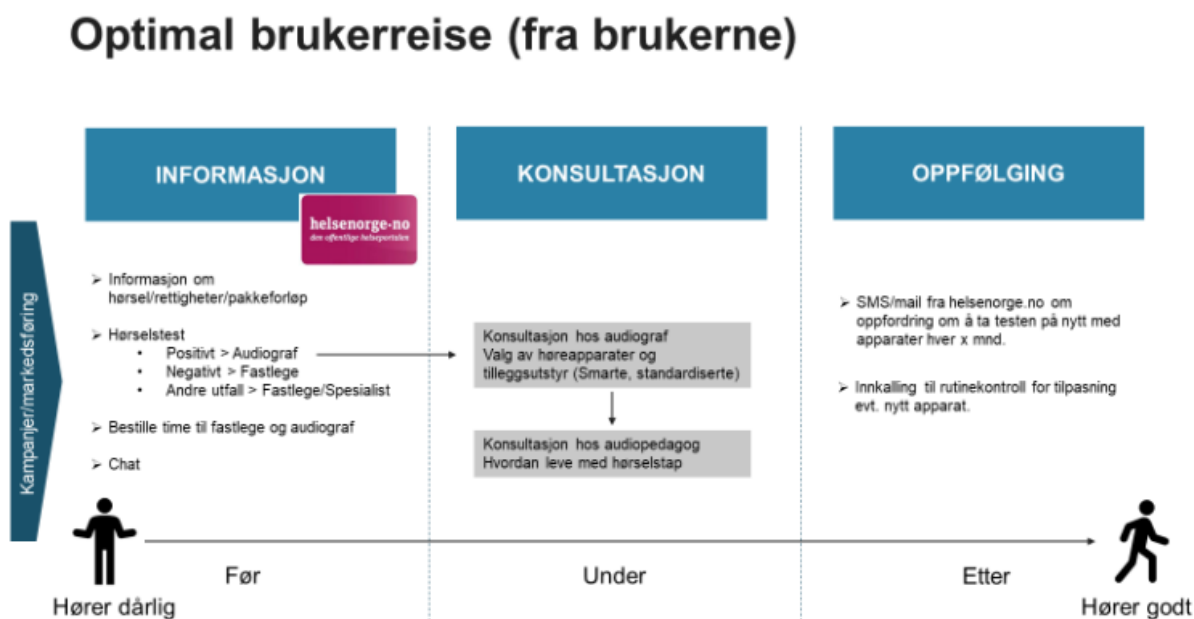 Optimal brukerreise (fra brukerne)
INFORMASJON
KONSULTASJON
OPPFØLGING
helsenorge-no
den offentlige helseportalen
Kampanjer/markedsføring
➢ Informasjon om
hørsel/rettigheter/pakkeforløp
➢ Hørselstest
• Positivt > Audiograf
• Negativt > Fastlege
• Andre utfall > Fastlege/Spesialist
➢ Bestille time til fastlege og audiograf
➢ Chat
Konsultasjon hos audiograf
Valg av høreapparater og
tilleggsutstyr (Smarte, standardiserte)
Konsultasjon hos audiopedagog
Hvordan leve med hørselstap
➢ SMS/mail fra helsenorge.no om
oppfordring om å ta testen på nytt med
apparater hver x mnd.
➢ Innkalling til rutinekontroll for tilpasning
evt. nytt apparat.
Før
Under
Etter
Hører dårlig
Hører godt